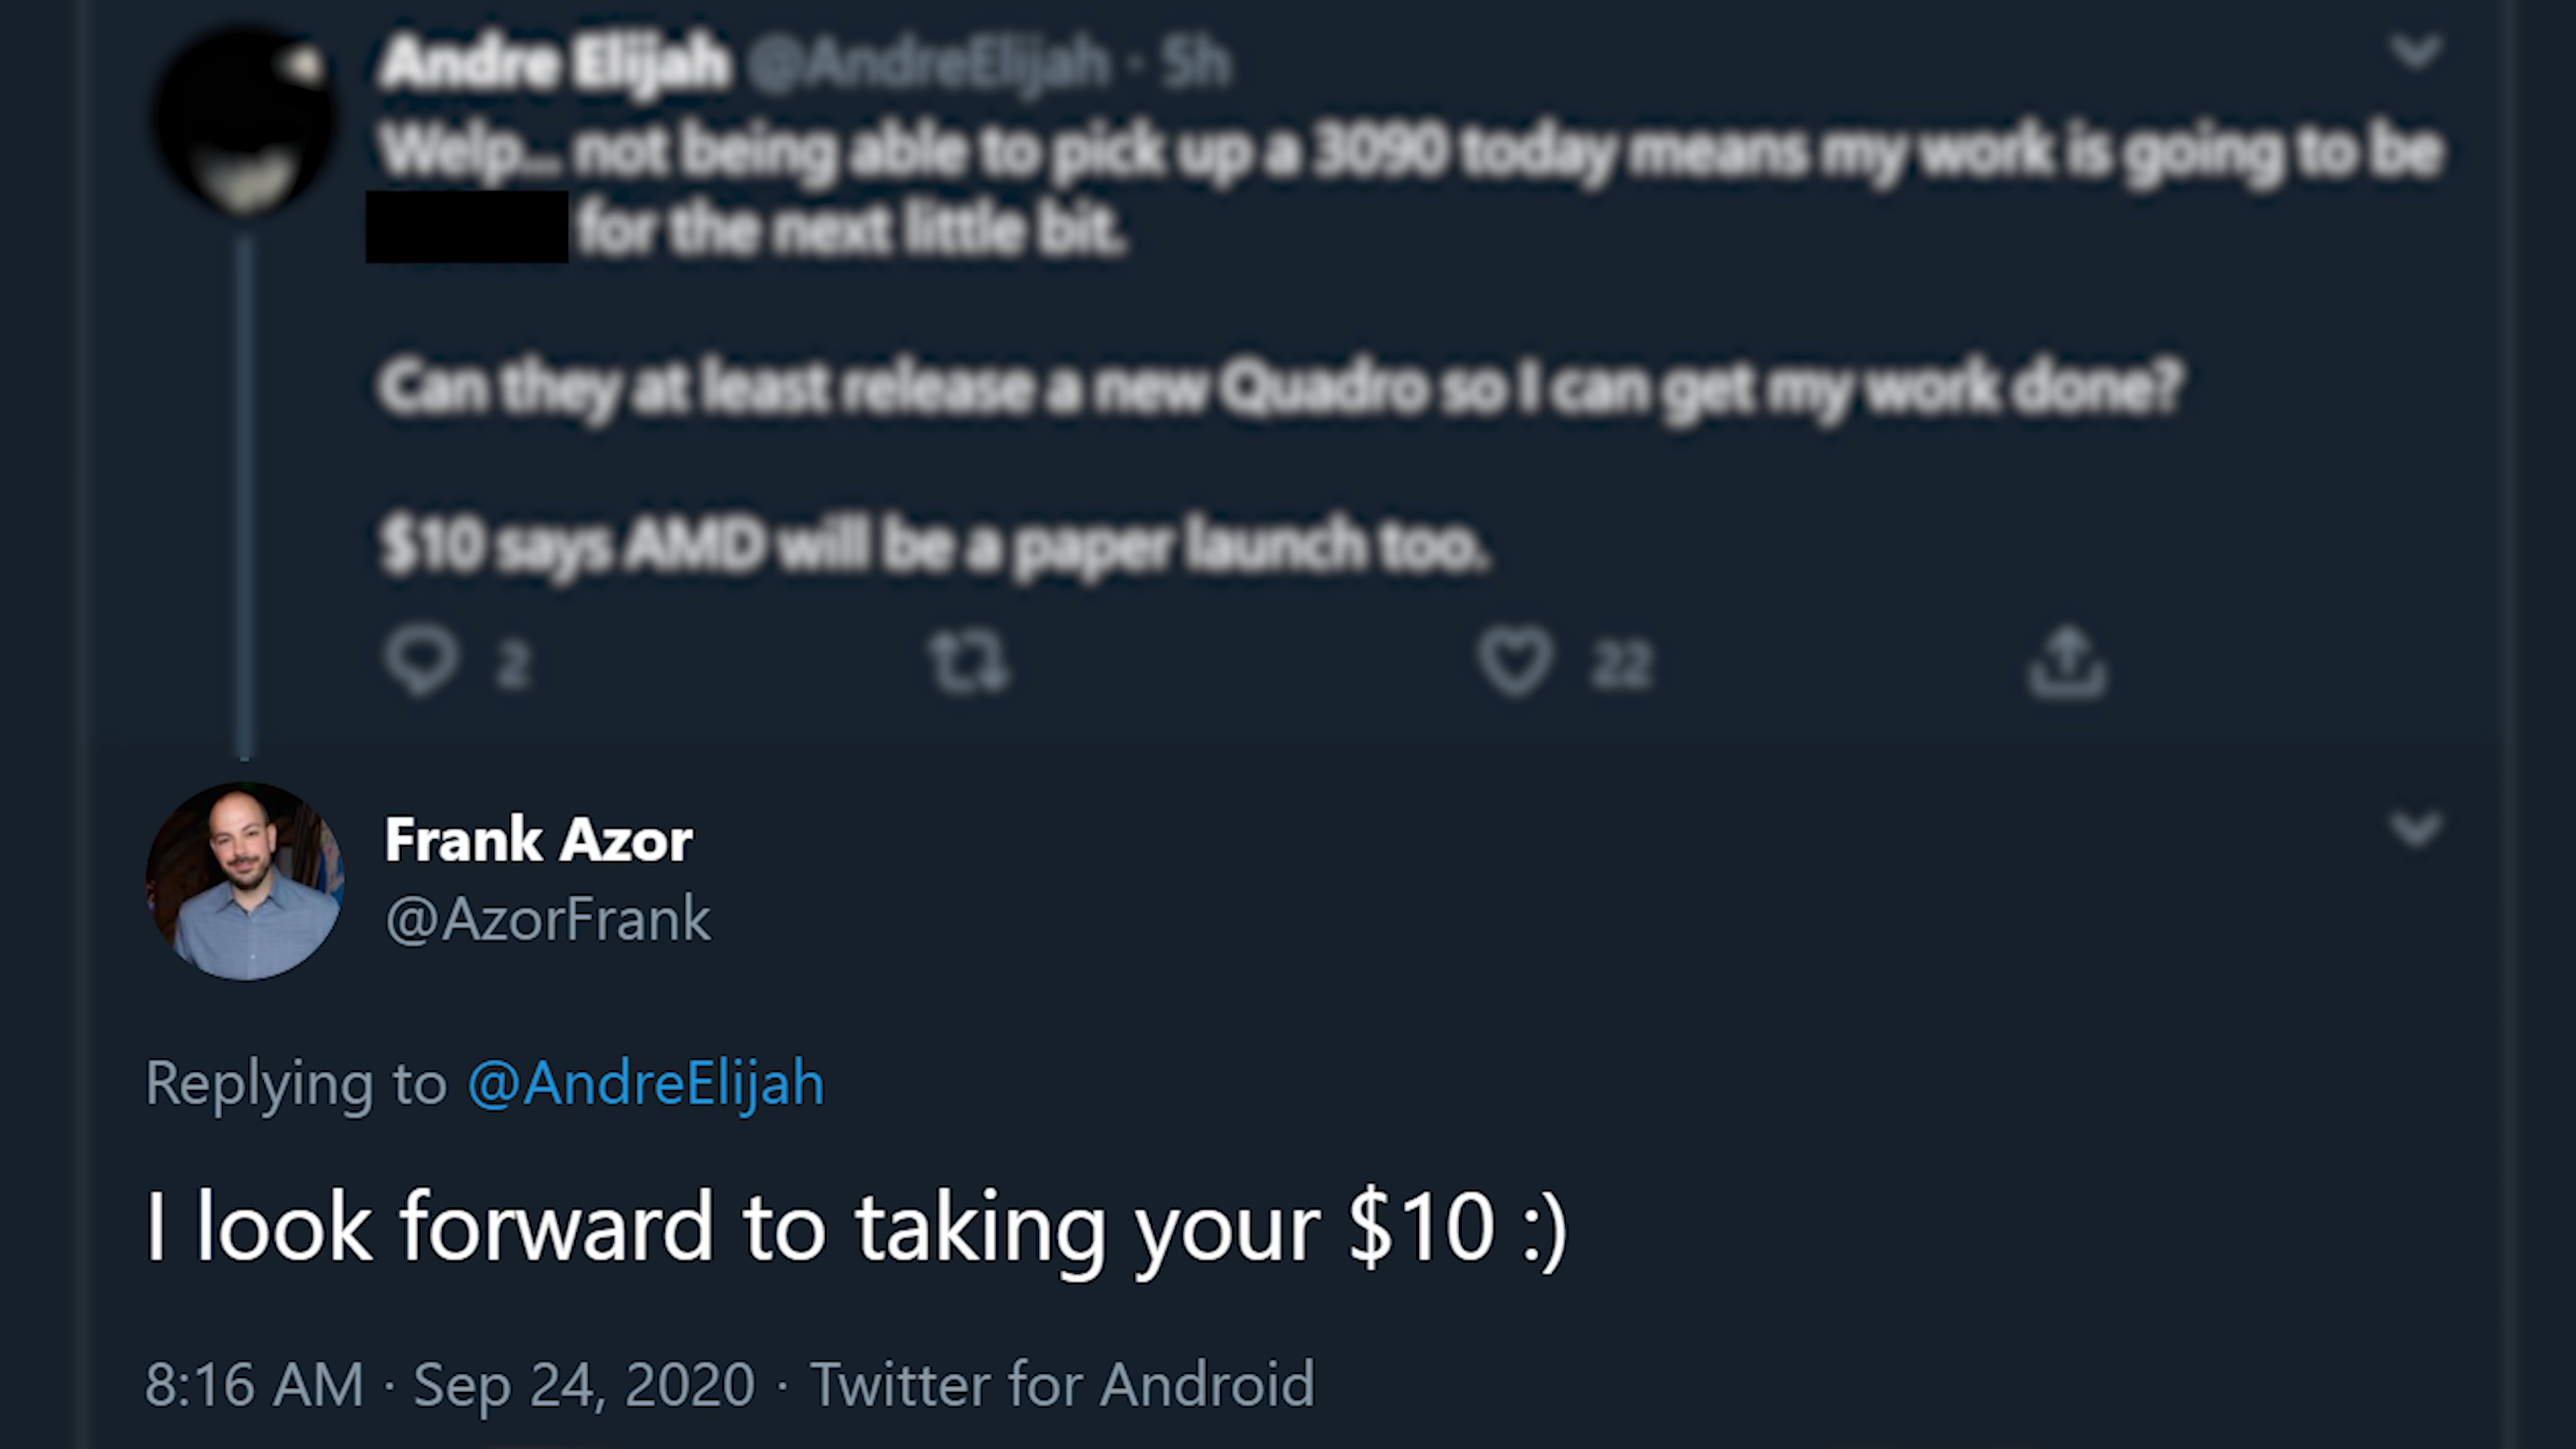 Andre Elijah @AndreElijah · 5h
Welp... not being able to pick up a 3090 today means my work is going to be
for the next little bit.
Can they at least release a new Quadro so I can get my work done?
$10 says AMD will be a paper launch too.
2 22
Frank Azor
@AzorFrank
Replying to @AndreElijah
I look forward to taking your $10 :)
8:16 AM · Sep 24, 2020 · Twitter for Android